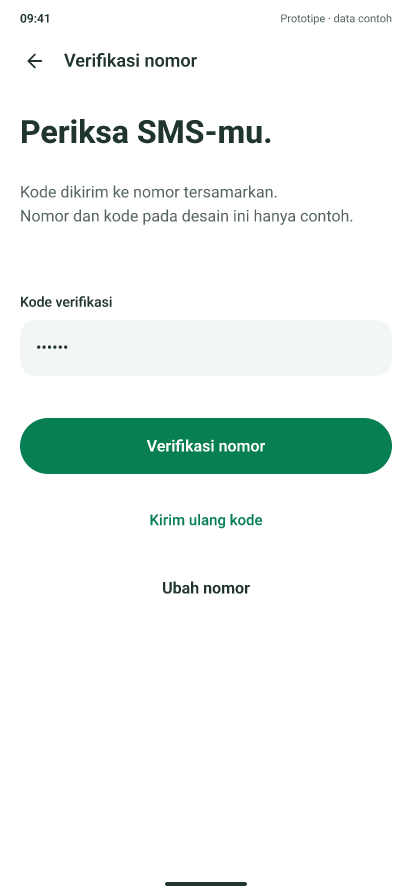 09:41
Prototipe · data contoh
Verifikasi nomor
Periksa SMS-mu.
Kode dikirim ke nomor tersamarkan.
Nomor dan kode pada desain ini hanya contoh.
Kode verifikasi
••••••
Verifikasi nomor
Kirim ulang kode
Ubah nomor